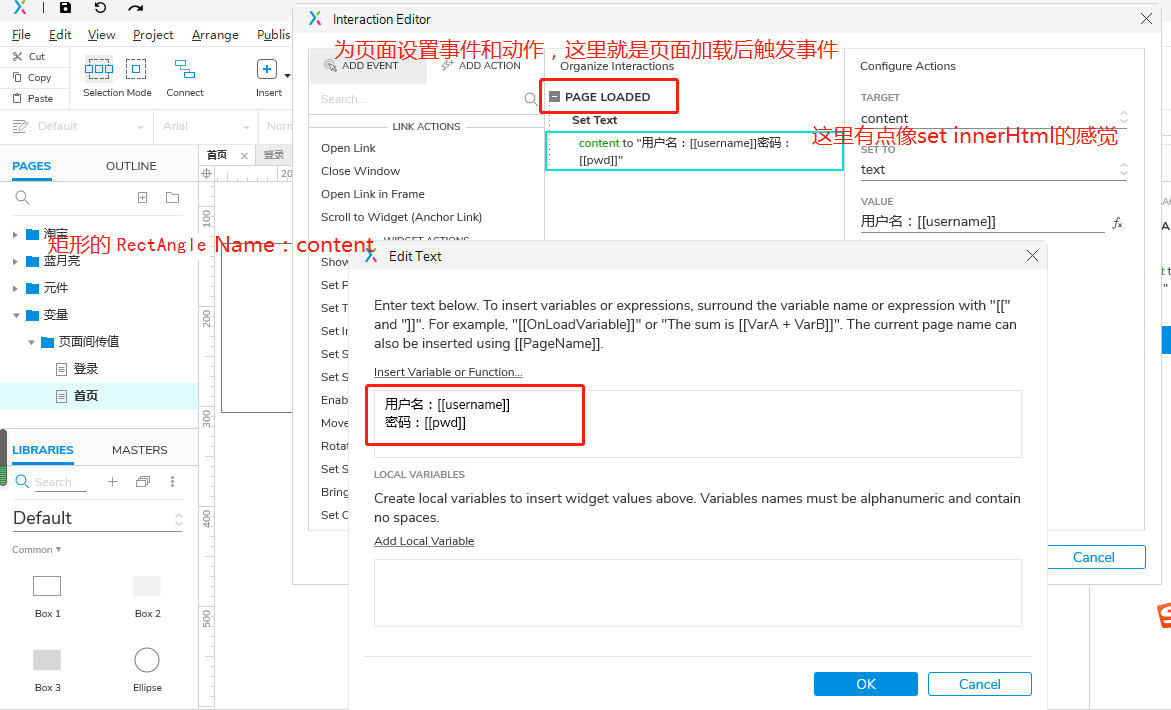 File Edit View Project Arrange Publis
Cut
Copy
Paste
Selection Mode
Connect
Insert
Default
Arial
Norm
PAGES
OUTLINE
首页
登录
20
100
200
300
400
500
淘宝
蓝月亮
元件
变量
页面间传值
登录
首页
矩形的 RectAngle Name：content
LIBRARIES
MASTERS
Search
Default
Common
Box 1
Box 2
Box 3
Ellipse
Interaction Editor
为页面设置事件和动作，这里就是页面加载后触发事件
ADD EVENT
ADD ACTION
Search...
LINK ACTIONS
Open Link
Close Window
Open Link in Frame
Scroll to Widget (Anchor Link)
WIDGET ACTIONS
Show
Set P
Set T
Set In
Set S
Set S
Enab
Move
Rotat
Set S
Bring
Set C
Organize Interactions
PAGE LOADED
Set Text
content to "用户名：[[username]]密码：
[[pwd]]"
Configure Actions
TARGET
content
这里有点像set innerHtml的感觉
SET TO
text
VALUE
用户名：[[username]]
fx
Cancel
Edit Text
Enter text below. To insert variables or expressions, surround the variable name or expression with "[["
and "]]". For example, "[[OnLoadVariable]]" or "The sum is [[VarA + VarB]]". The current page name can
also be inserted using [[PageName]].
Insert Variable or Function...
用户名：[[username]]
密码：[[pwd]]
LOCAL VARIABLES
Create local variables to insert widget values above. Variables names must be alphanumeric and contain
no spaces.
Add Local Variable
OK
Cancel